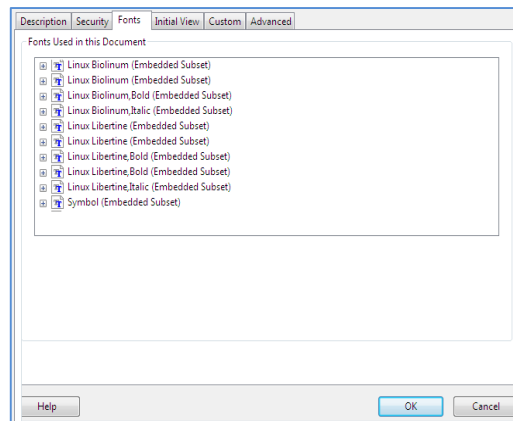 Description Security Fonts Initial View Custom Advanced
Fonts Used in this Document
Linux Biolinum (Embedded Subset)
Linux Biolinum (Embedded Subset)
Linux Biolinum,Bold (Embedded Subset)
Linux Biolinum,Italic (Embedded Subset)
Linux Libertine (Embedded Subset)
Linux Libertine (Embedded Subset)
Linux Libertine,Bold (Embedded Subset)
Linux Libertine,Bold (Embedded Subset)
Linux Libertine,Italic (Embedded Subset)
Symbol (Embedded Subset)
Help OK Cancel